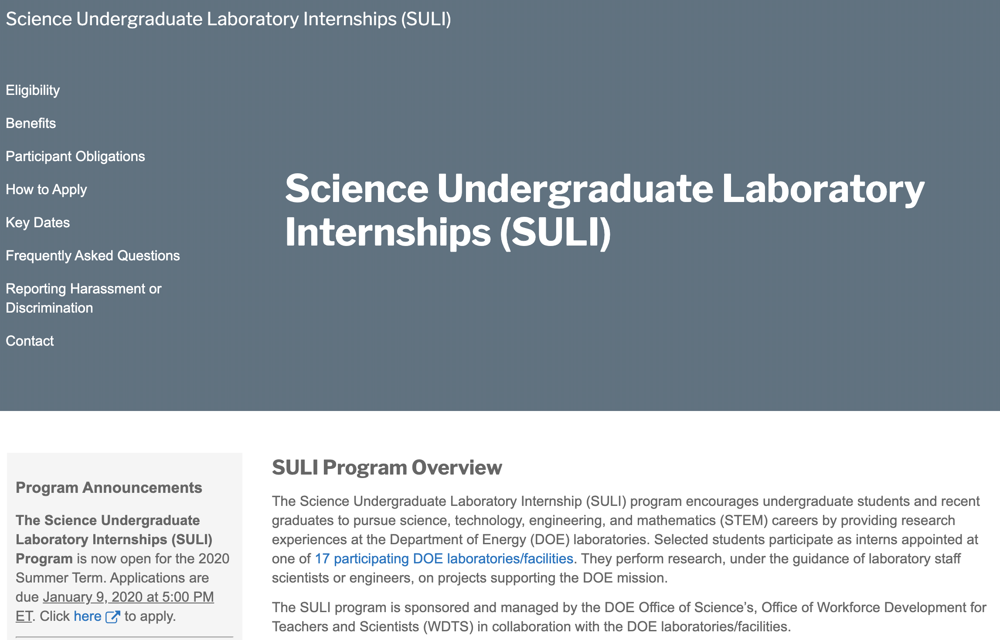 Science Undergraduate Laboratory Internships (SULI)
Eligibility
Benefits
Participant Obligations
How to Apply
Key Dates
Frequently Asked Questions
Reporting Harassment or
Discrimination
Contact
Science Undergraduate Laboratory
Internships (SULI)
Program Announcements
The Science Undergraduate
Laboratory Internships (SULI)
Program is now open for the 2020
Summer Term. Applications are
due January 9, 2020 at 5:00 PM
ET. Click here to apply.
SULI Program Overview
The Science Undergraduate Laboratory Internship (SULI) program encourages undergraduate students and recent
graduates to pursue science, technology, engineering, and mathematics (STEM) careers by providing research
experiences at the Department of Energy (DOE) laboratories. Selected students participate as interns appointed at
one of 17 participating DOE laboratories/facilities. They perform research, under the guidance of laboratory staff
scientists or engineers, on projects supporting the DOE mission.
The SULI program is sponsored and managed by the DOE Office of Science’s, Office of Workforce Development for
Teachers and Scientists (WDTS) in collaboration with the DOE laboratories/facilities.